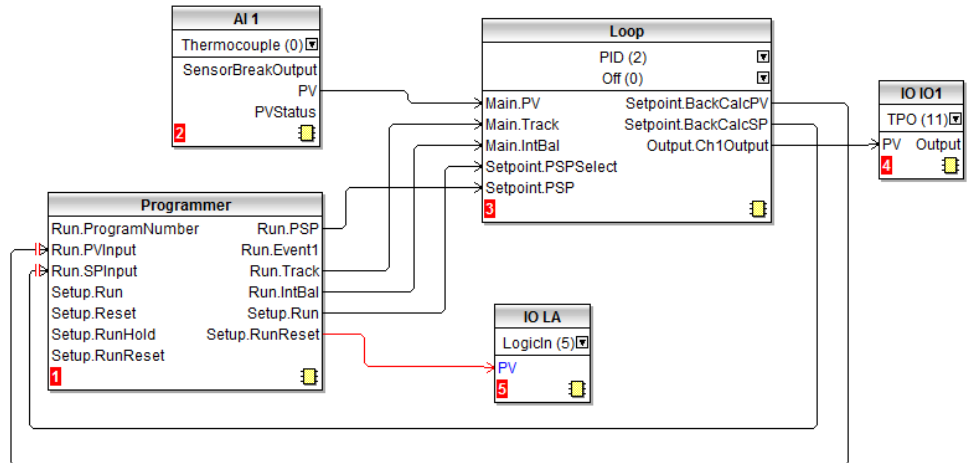 AI 1
Thermocouple (0)
SensorBreakOutput
PV
PVStatus
2
Loop
PID (2)
Off (0)
Main.PV Setpoint.BackCalcPV
Main.Track Setpoint.BackCalcSP
Main.IntBal Output.Ch1Output
Setpoint.PSPSelect
Setpoint.PSP
3
IO IO1
TPO (11)
PV Output
4
Programmer
Run.ProgramNumber Run.PSP
Run.PVInput Run.Event1
Run.SPInput Run.Track
Setup.Run Run.IntBal
Setup.Reset Setup.Run
Setup.RunHold Setup.RunReset
Setup.RunReset
1
IO LA
LogicIn (5)
PV
5